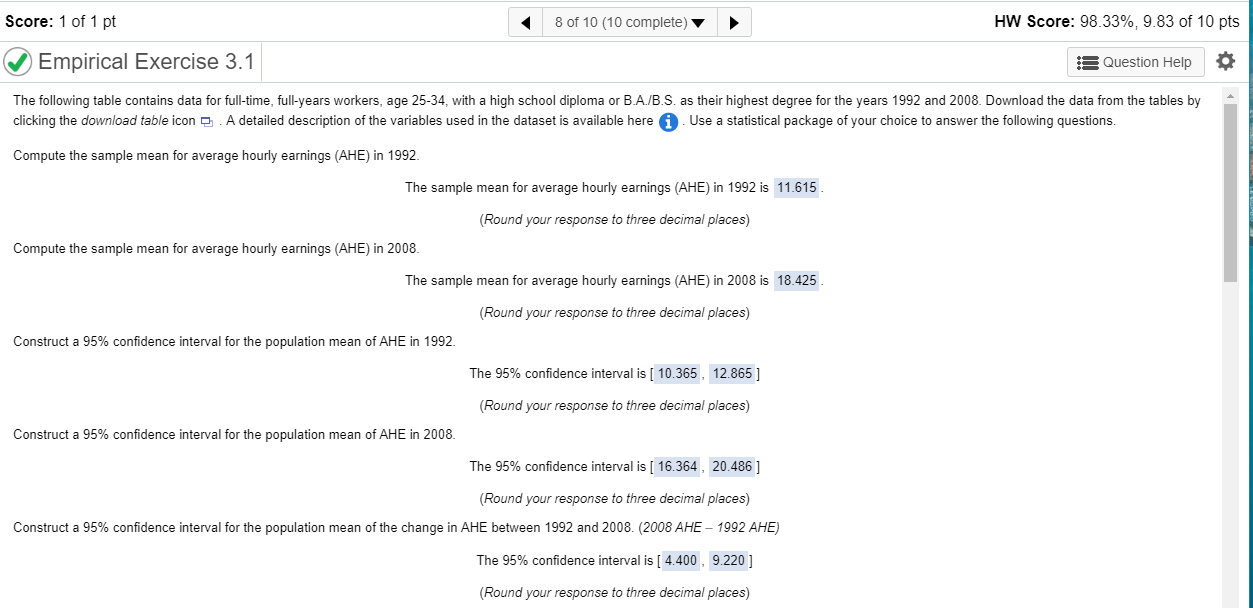 Score: 1 of 1 pt
8 of 10 (10 complete)
HW Score: 98.33%, 9.83 of 10 pts
Empirical Exercise 3.1
Question Help
The following table contains data for full-time, full-years workers, age 25-34, with a high school diploma or B.A./B.S. as their highest degree for the years 1992 and 2008. Download the data from the tables by
clicking the download table icon . A detailed description of the variables used in the dataset is available here i . Use a statistical package of your choice to answer the following questions.
Compute the sample mean for average hourly earnings (AHE) in 1992.
The sample mean for average hourly earnings (AHE) in 1992 is 11.615 .
(Round your response to three decimal places)
Compute the sample mean for average hourly earnings (AHE) in 2008.
The sample mean for average hourly earnings (AHE) in 2008 is 18.425 .
(Round your response to three decimal places)
Construct a 95% confidence interval for the population mean of AHE in 1992.
The 95% confidence interval is [ 10.365 , 12.865 ]
(Round your response to three decimal places)
Construct a 95% confidence interval for the population mean of AHE in 2008.
The 95% confidence interval is [ 16.364 , 20.486 ]
(Round your response to three decimal places)
Construct a 95% confidence interval for the population mean of the change in AHE between 1992 and 2008. (2008 AHE – 1992 AHE)
The 95% confidence interval is [ 4.400 , 9.220 ]
(Round your response to three decimal places)